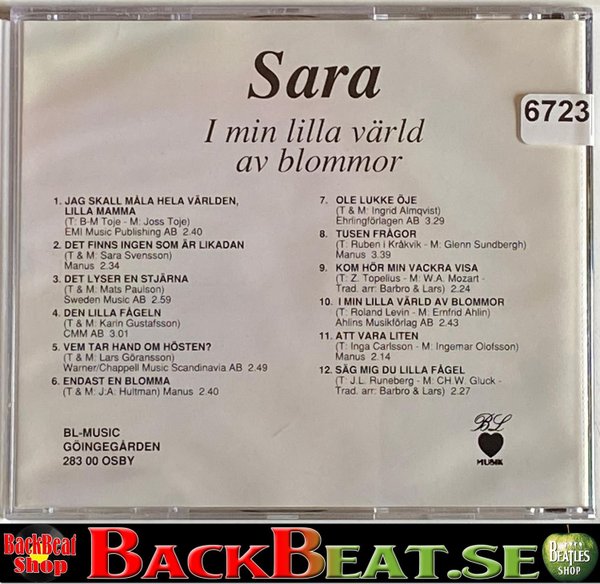 Sara
6723
I min lilla värld
av blommor
1. JAG SKALL MÅLA HELA VÄRLDEN,
LILLA MAMMA
(T: B-M Toje - M: Joss Toje)
EMI Music Publishing AB 2.40
2. DET FINNS INGEN SOM ÄR LIKADAN
(T & M: Sara Svensson)
Manus 2.34
3. DET LYSER EN STJÄRNA
(T & M: Mats Paulson)
Sweden Music AB 2.59
4. DEN LILLA FÅGELN
(T & M: Karin Gustafsson)
CMM AB 3.01
5. VEM TAR HAND OM HÖSTEN?
(T & M: Lars Göransson)
Warner/Chappell Music Scandinavia AB 2.49
6. ENDAST EN BLOMMA
(T & M: J.A: Hultman) Manus 2.40
7. OLE LUKKE ÖJE
(T & M: Ingrid Almqvist)
Ehrlingförlagen AB 3.29
8. TUSEN FRÅGOR
(T: Ruben i Kråkvik - M: Glenn Sundbergh)
Manus 3.39
9. KOM HÖR MIN VACKRA VISA
(T: Z. Topelius - M: W.A. Mozart -
Trad. arr: Barbro & Lars) 2.24
10. I MIN LILLA VÄRLD AV BLOMMOR
(T: Roland Levin - M: Ernfrid Ahlin)
Ahlins Musikförlag AB 2.43
11. ATT VARA LITEN
(T: Inga Carlsson - M: Ingemar Olofsson)
Manus 2.14
12. SÄG MIG DU LILLA FÅGEL
(T: J.L. Runeberg - M: CH.W. Gluck -
Trad. arr: Barbro & Lars) 2.27
BL-MUSIC
GÖINGEGÅRDEN
283 00 OSBY
BL
MUSIK
BackBeat
Shop
BACKBEAT.SE
BEATLES
SHOP